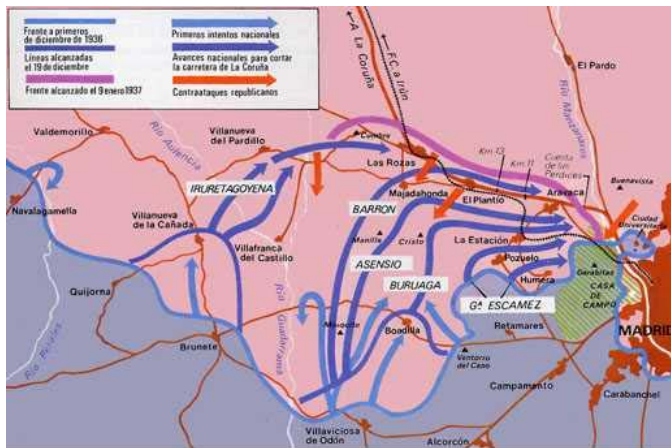 Frente a primeros
de diciembre de 1936
Líneas alcanzadas
el 19 de diciembre
Frente alcanzado el 9 enero 1937
Primeros intentos nacionales
Avances nacionales para cortar
la carretera de La Coruña
Contraataques republicanos
A La Coruña
F.C. a Irún
El Pardo
Río Manzanares
Valdemorillo
Río Aulencia
Villanueva
del Pardillo
Cumbre
Las Rozas
Km 13
Km 11
Cuesta
de las
Perdices
Buenavista
Navalagamella
IRURETAGOYENA
Majadahonda
El Plantío
Aravaca
Ciudad
Universitaria
Villanueva
de la Cañada
BARRON
Manilla
Cristo
La Estación
Villafranca
del Castillo
ASENSIO
Pozuelo
Garabitas
Quijorna
BURUAGA
Húmera
CASA
DE
CAMPO
Río Perales
Río Guadarrama
Gª ESCAMEZ
MADRID
Mosquito
Boadilla
Retamares
Brunete
Ventorro
del Cano
Campamento
Carabanchel
Villaviciosa
de Odón
Alcorcón